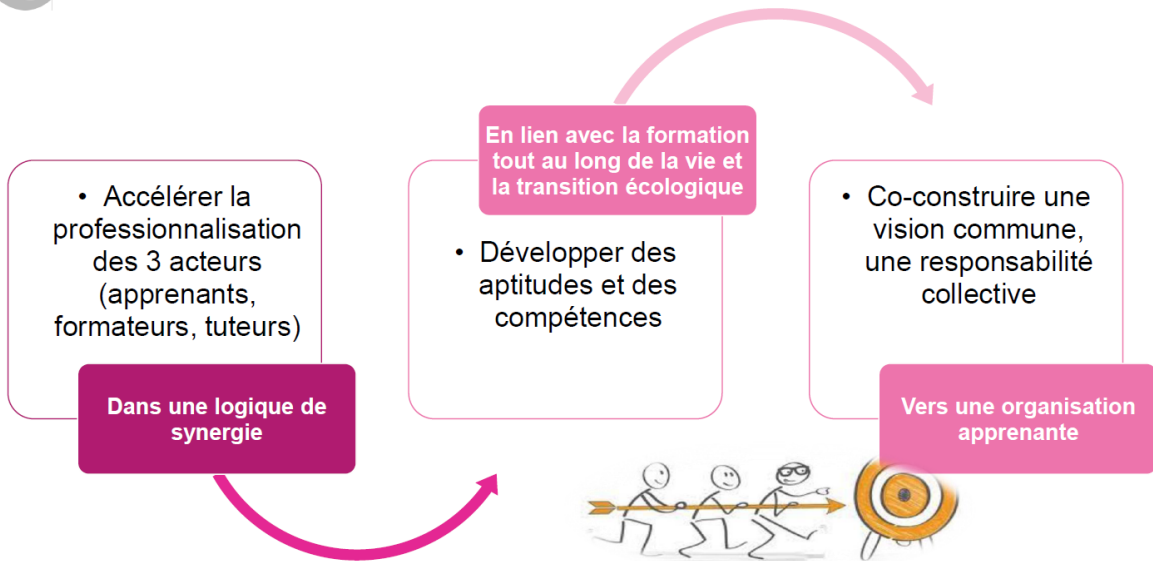 • Accélérer la
professionnalisation
des 3 acteurs
(apprenants,
formateurs, tuteurs)
Dans une logique de
synergie
En lien avec la formation
tout au long de la vie et
la transition écologique
• Développer des
aptitudes et des
compétences
• Co-construire une
vision commune,
une responsabilité
collective
Vers une organisation
apprenante